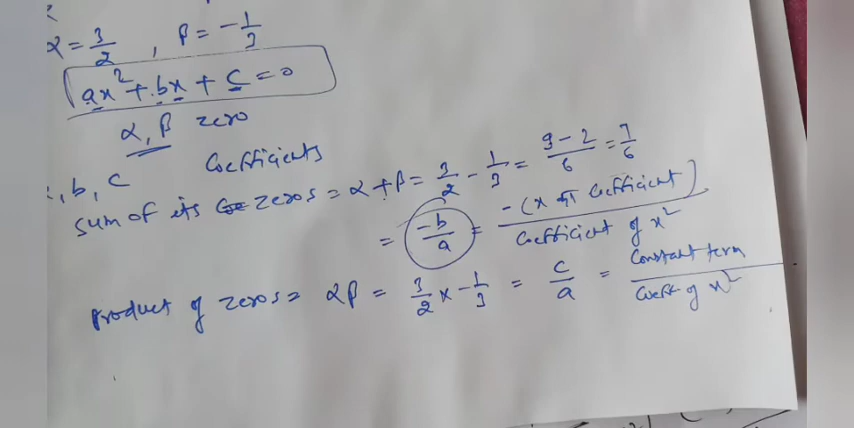 α = 3/2 , β = -1/3
ax² + bx + c = 0
α, β zero
Coefficients
, b, c
sum of its zeros = α + β = 3/2 - 1/3 = 9-2/6 = 7/6
= -b/a = -(x coefficient)/coefficient of x²
product of zeros = αβ = 3/2 x -1/3 = c/a = constant term/coeff of x²